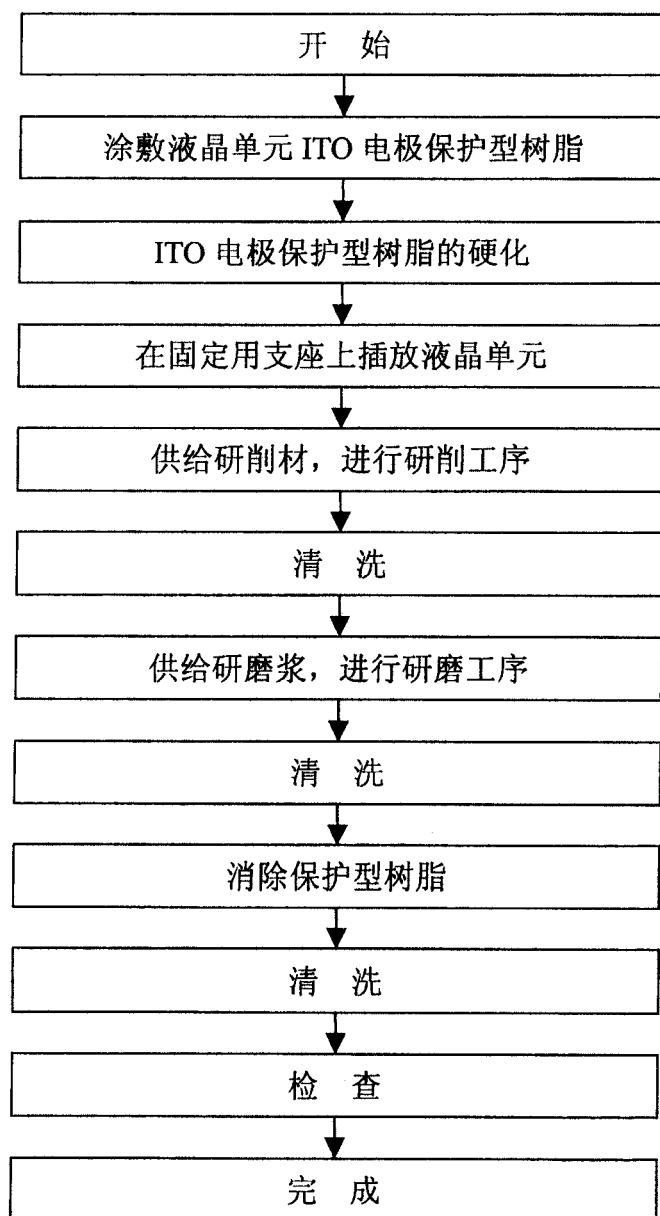 开 始
涂敷液晶单元 ITO 电极保护型树脂
ITO 电极保护型树脂的硬化
在固定用支座上插放液晶单元
供给研削材，进行研削工序
清 洗
供给研磨浆，进行研磨工序
清 洗
消除保护型树脂
清 洗
检 查
完 成